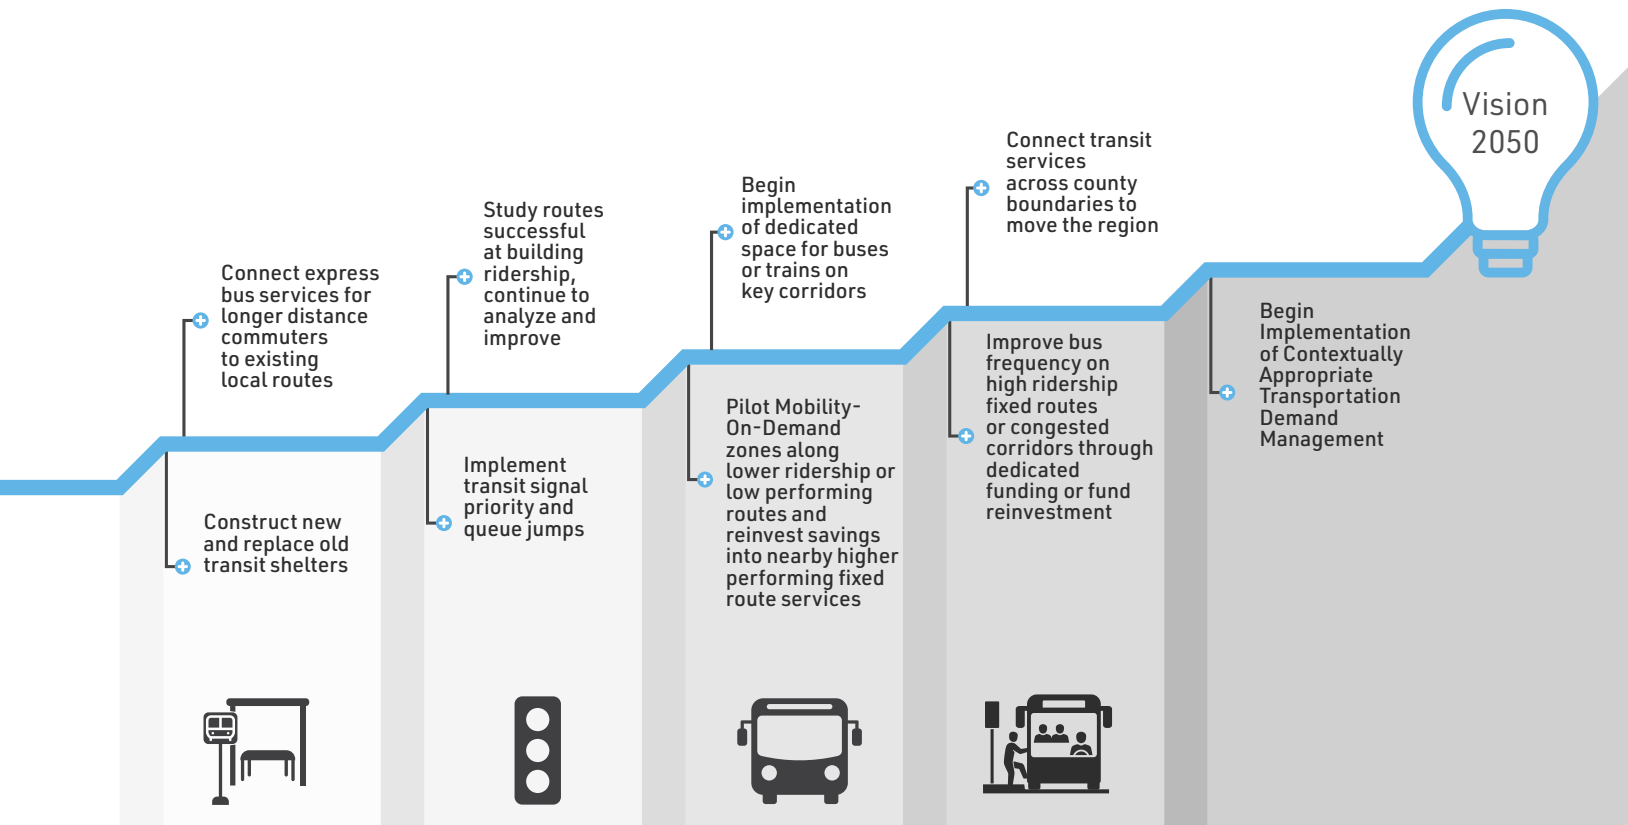 Connect express
bus services for
longer distance
commuters
to existing
local routes
Construct new
and replace old
transit shelters
Study routes
successful
at building
ridership,
continue to
analyze and
improve
Implement
transit signal
priority and
queue jumps
Begin
implementation
of dedicated
space for buses
or trains on
key corridors
Pilot Mobility-
On-Demand
zones along
lower ridership or
low performing
routes and
reinvest savings
into nearby higher
performing fixed
route services
Connect transit
services
across county
boundaries to
move the region
Improve bus
frequency on
high ridership
fixed routes
or congested
corridors through
dedicated
funding or fund
reinvestment
Begin
Implementation
of Contextually
Appropriate
Transportation
Demand
Management
Vision
2050